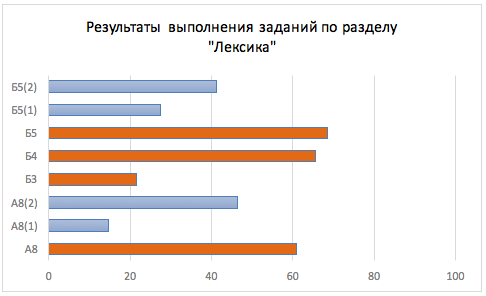 Результаты выполнения заданий по разделу
"Лексика"
Б5(2)
Б5(1)
Б5
Б4
Б3
А8(2)
А8(1)
А8
0 20 40 60 80 100